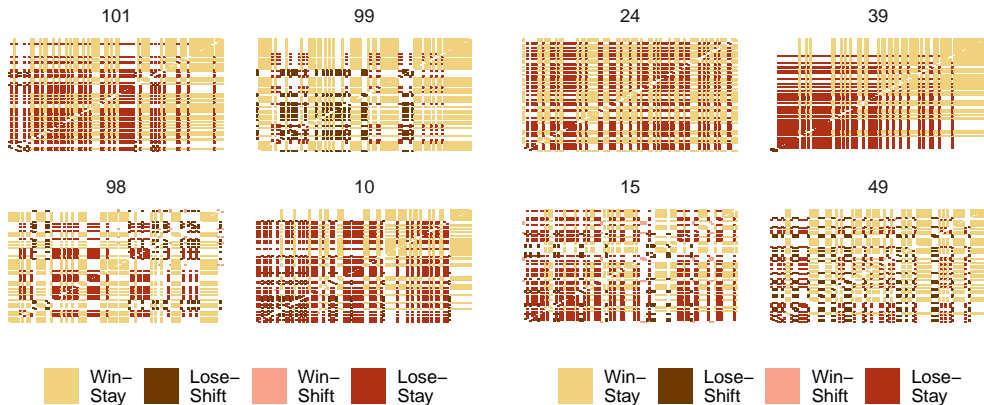 101 99 24 39
98 10 15 49
Win– Lose– Win– Lose– Win– Lose– Win– Lose–
Stay Shift Shift Stay Stay Shift Shift Stay